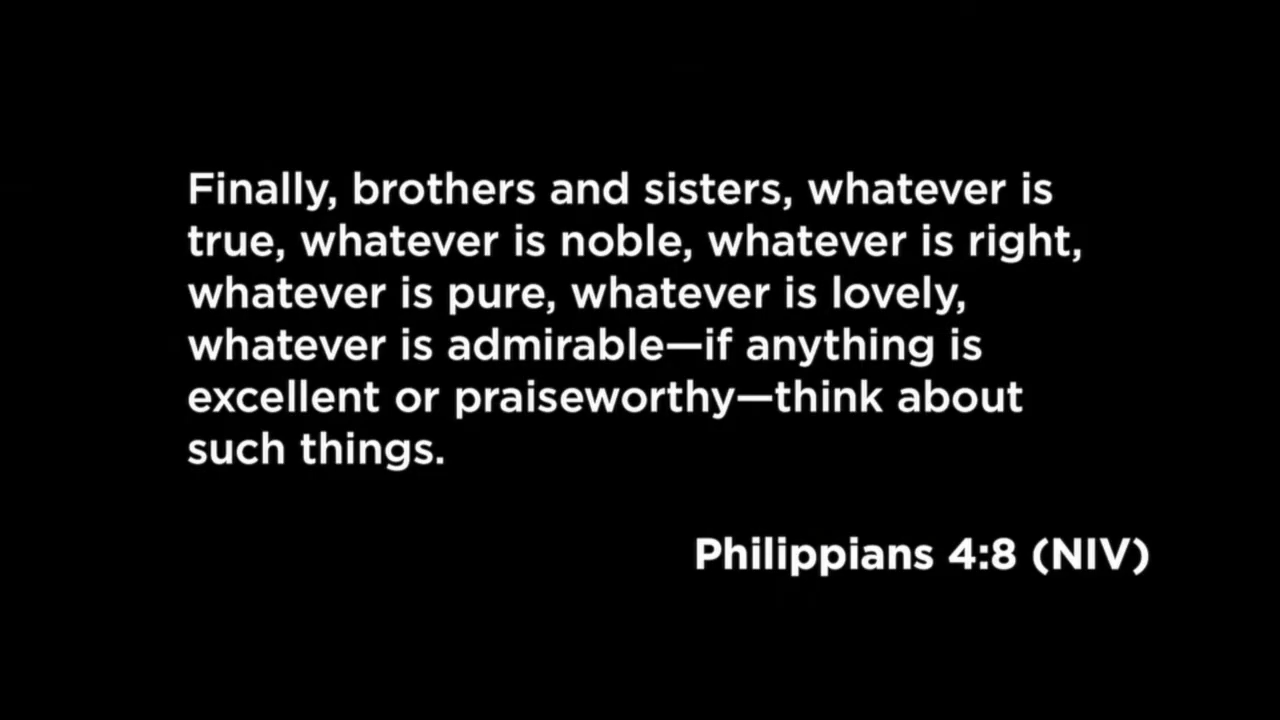 Finally, brothers and sisters, whatever is
true, whatever is noble, whatever is right,
whatever is pure, whatever is lovely,
whatever is admirable—if anything is
excellent or praiseworthy—think about
such things.
Philippians 4:8 (NIV)